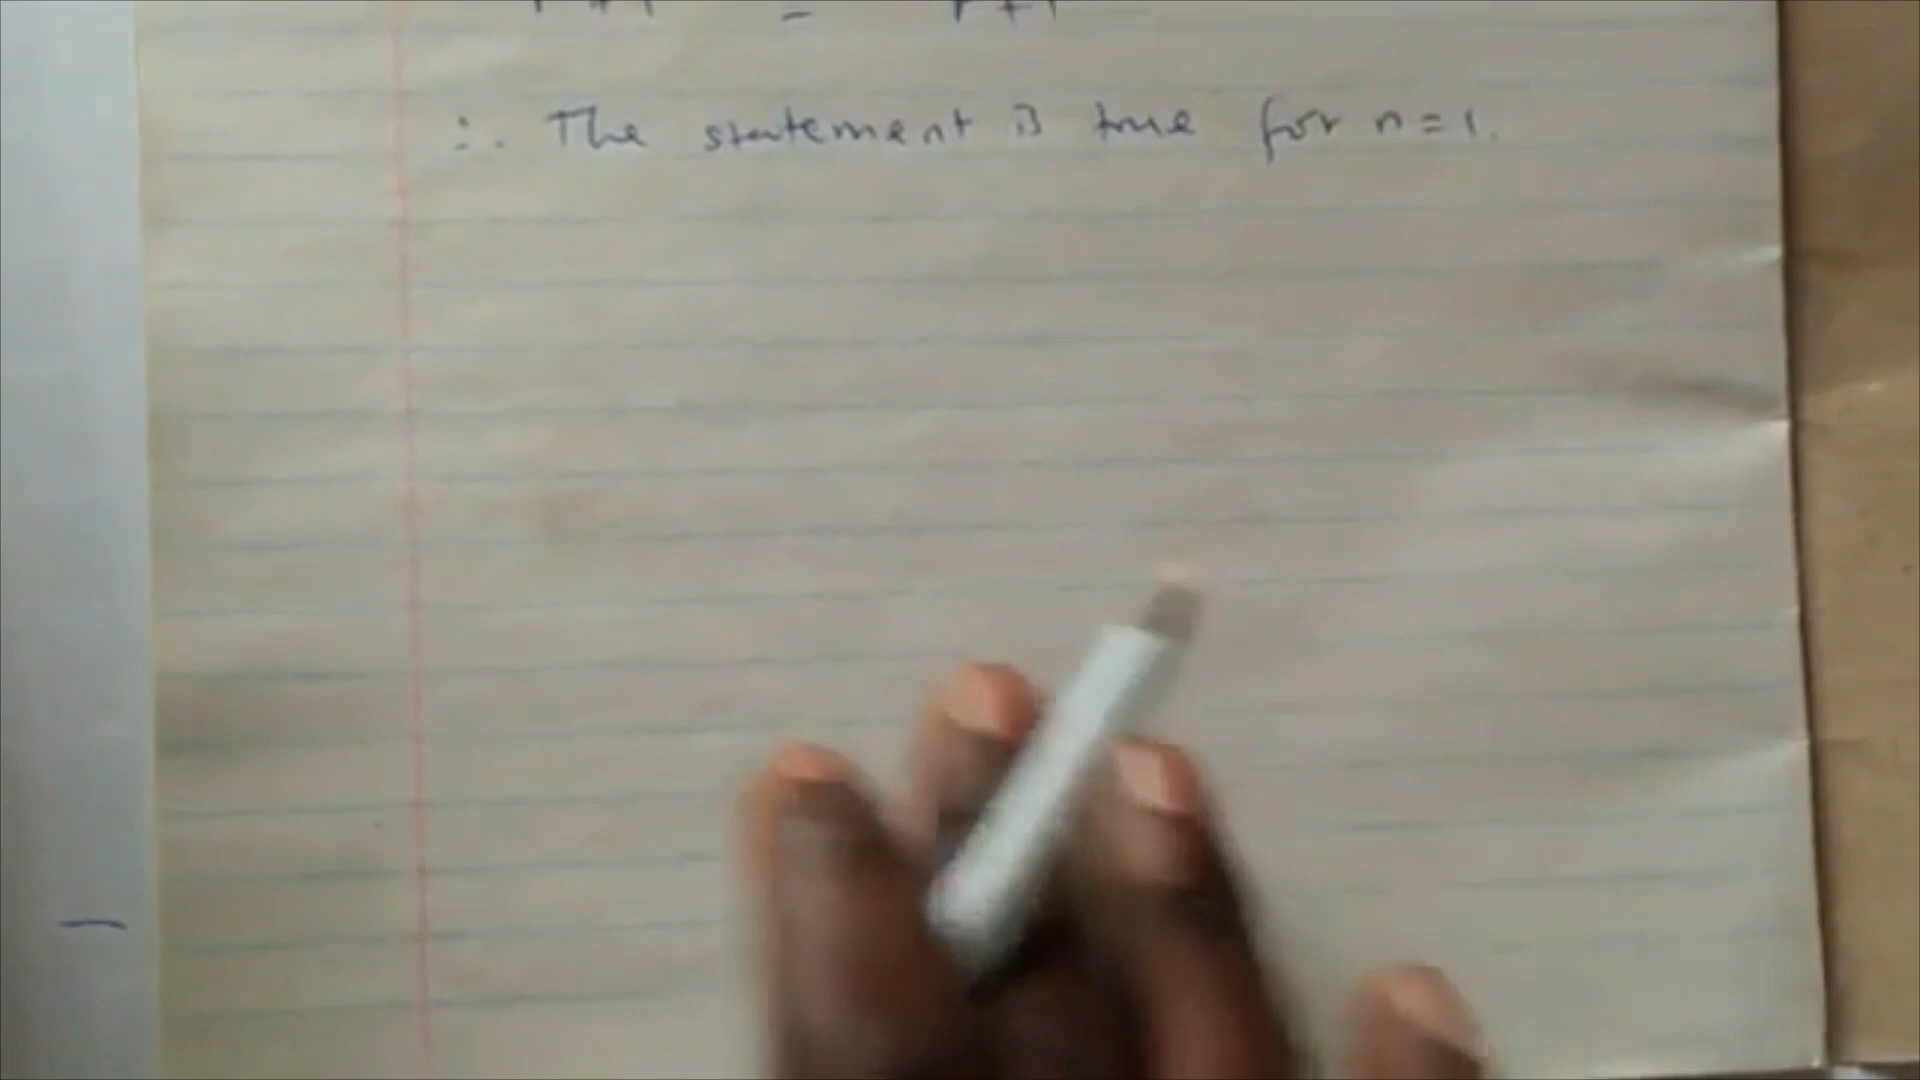 ∴ The statement is true for n=1.